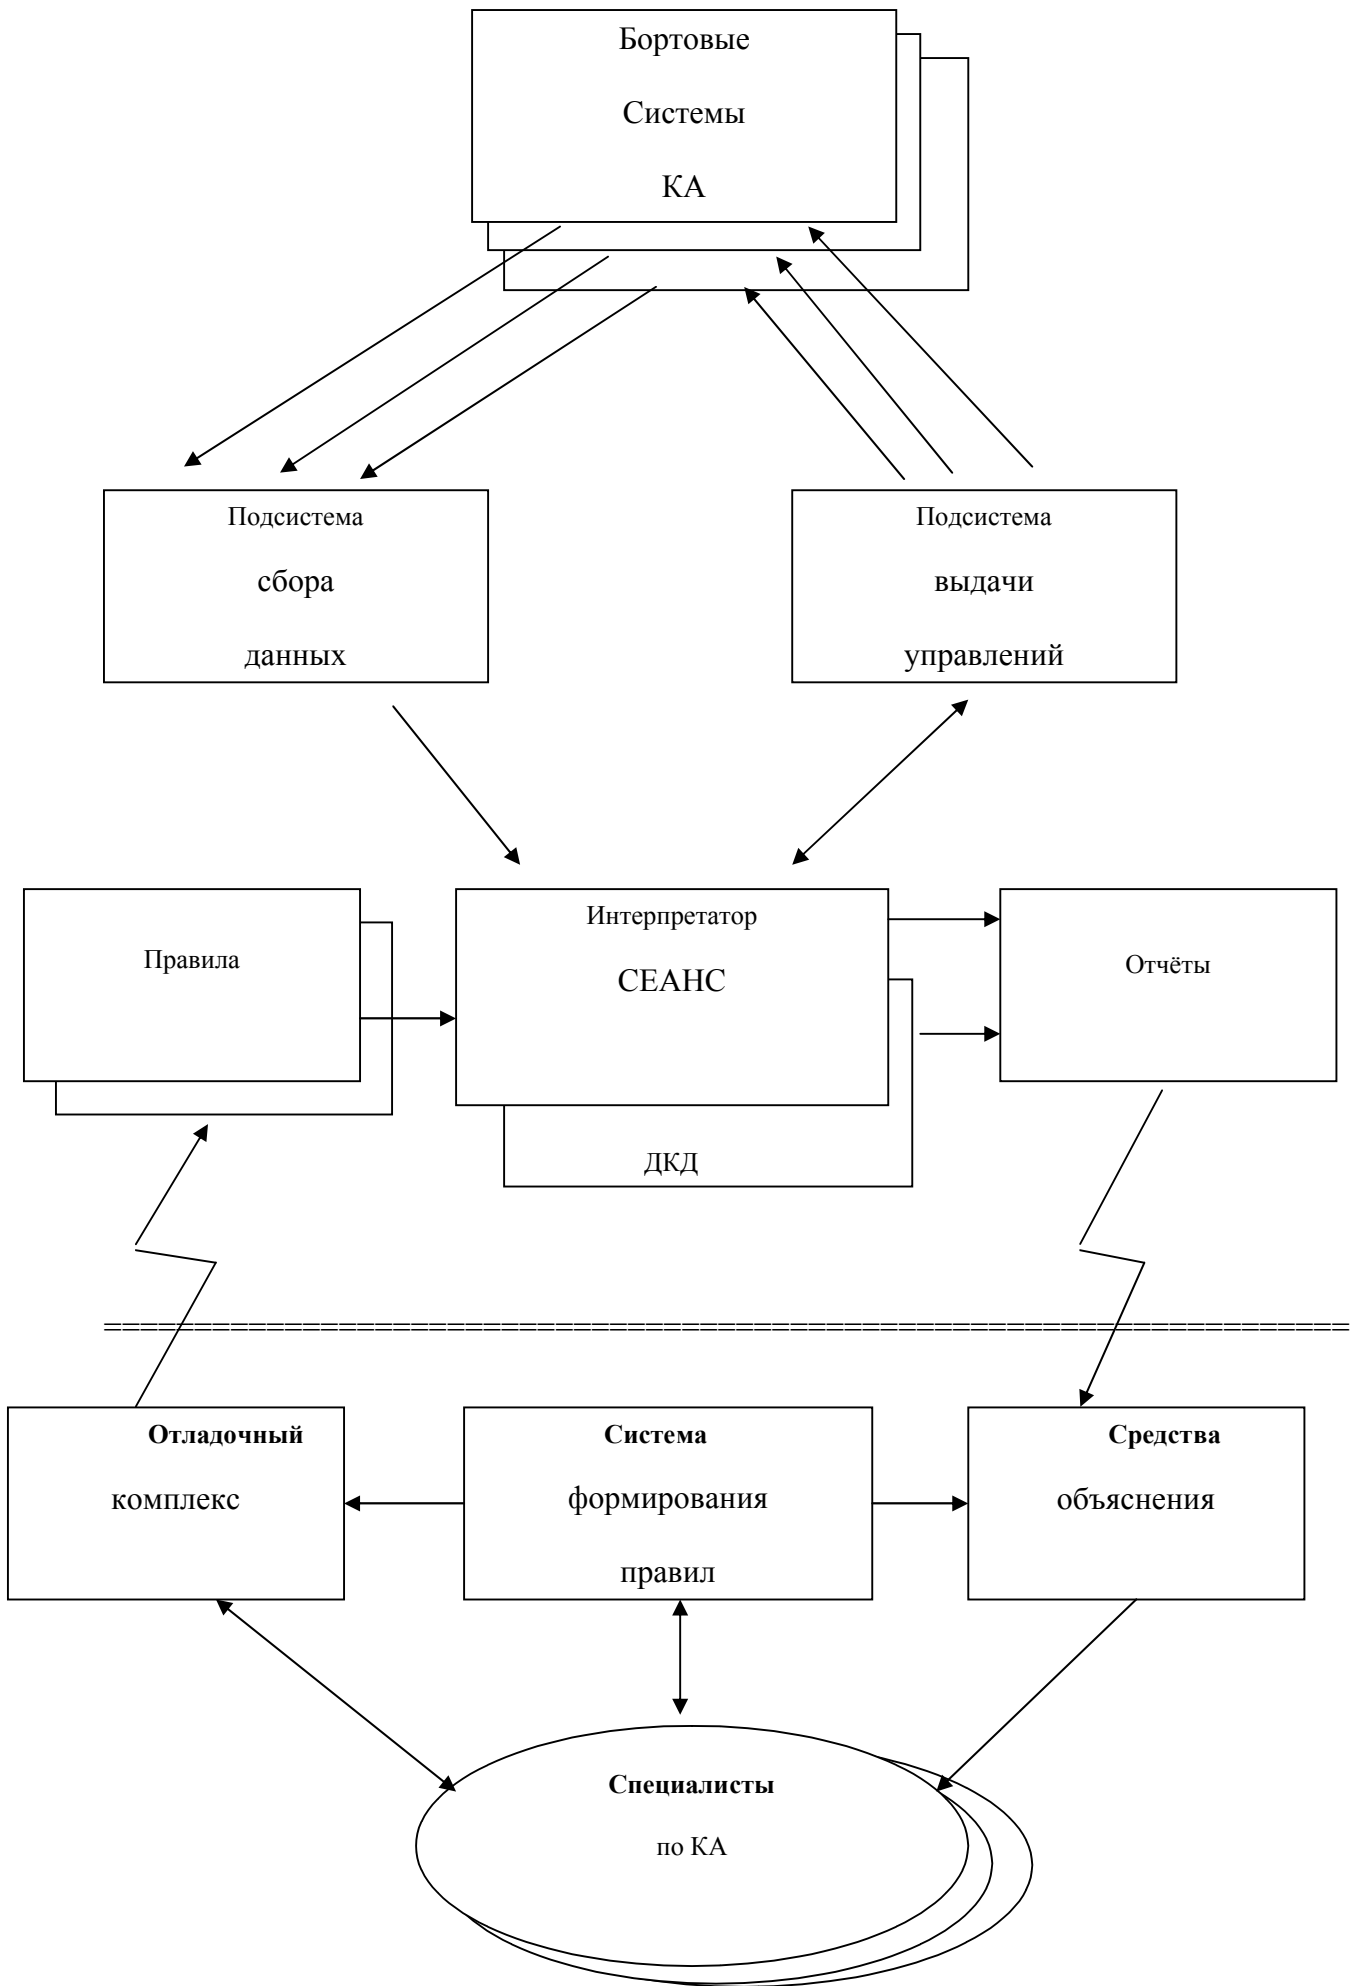 Бортовые
Системы
КА
Подсистема
сбора
данных
Подсистема
выдачи
управлений
Правила
Интерпретатор
СЕАНС
ДКД
Отчёты
Отладочный
комплекс
Система
формирования
правил
Средства
объяснения
Специалисты
по КА